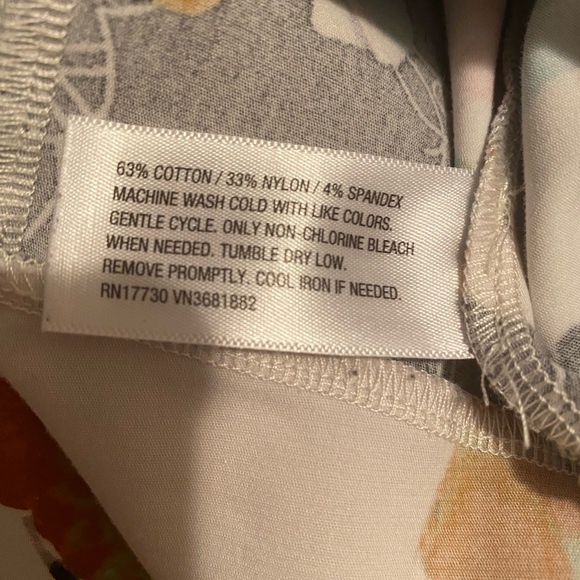 63% COTTON / 33% NYLON / 4% SPANDEX
MACHINE WASH COLD WITH LIKE COLORS.
GENTLE CYCLE. ONLY NON-CHLORINE BLEACH
WHEN NEEDED. TUMBLE DRY LOW.
REMOVE PROMPTLY. COOL IRON IF NEEDED.
RN17730 VN3681882